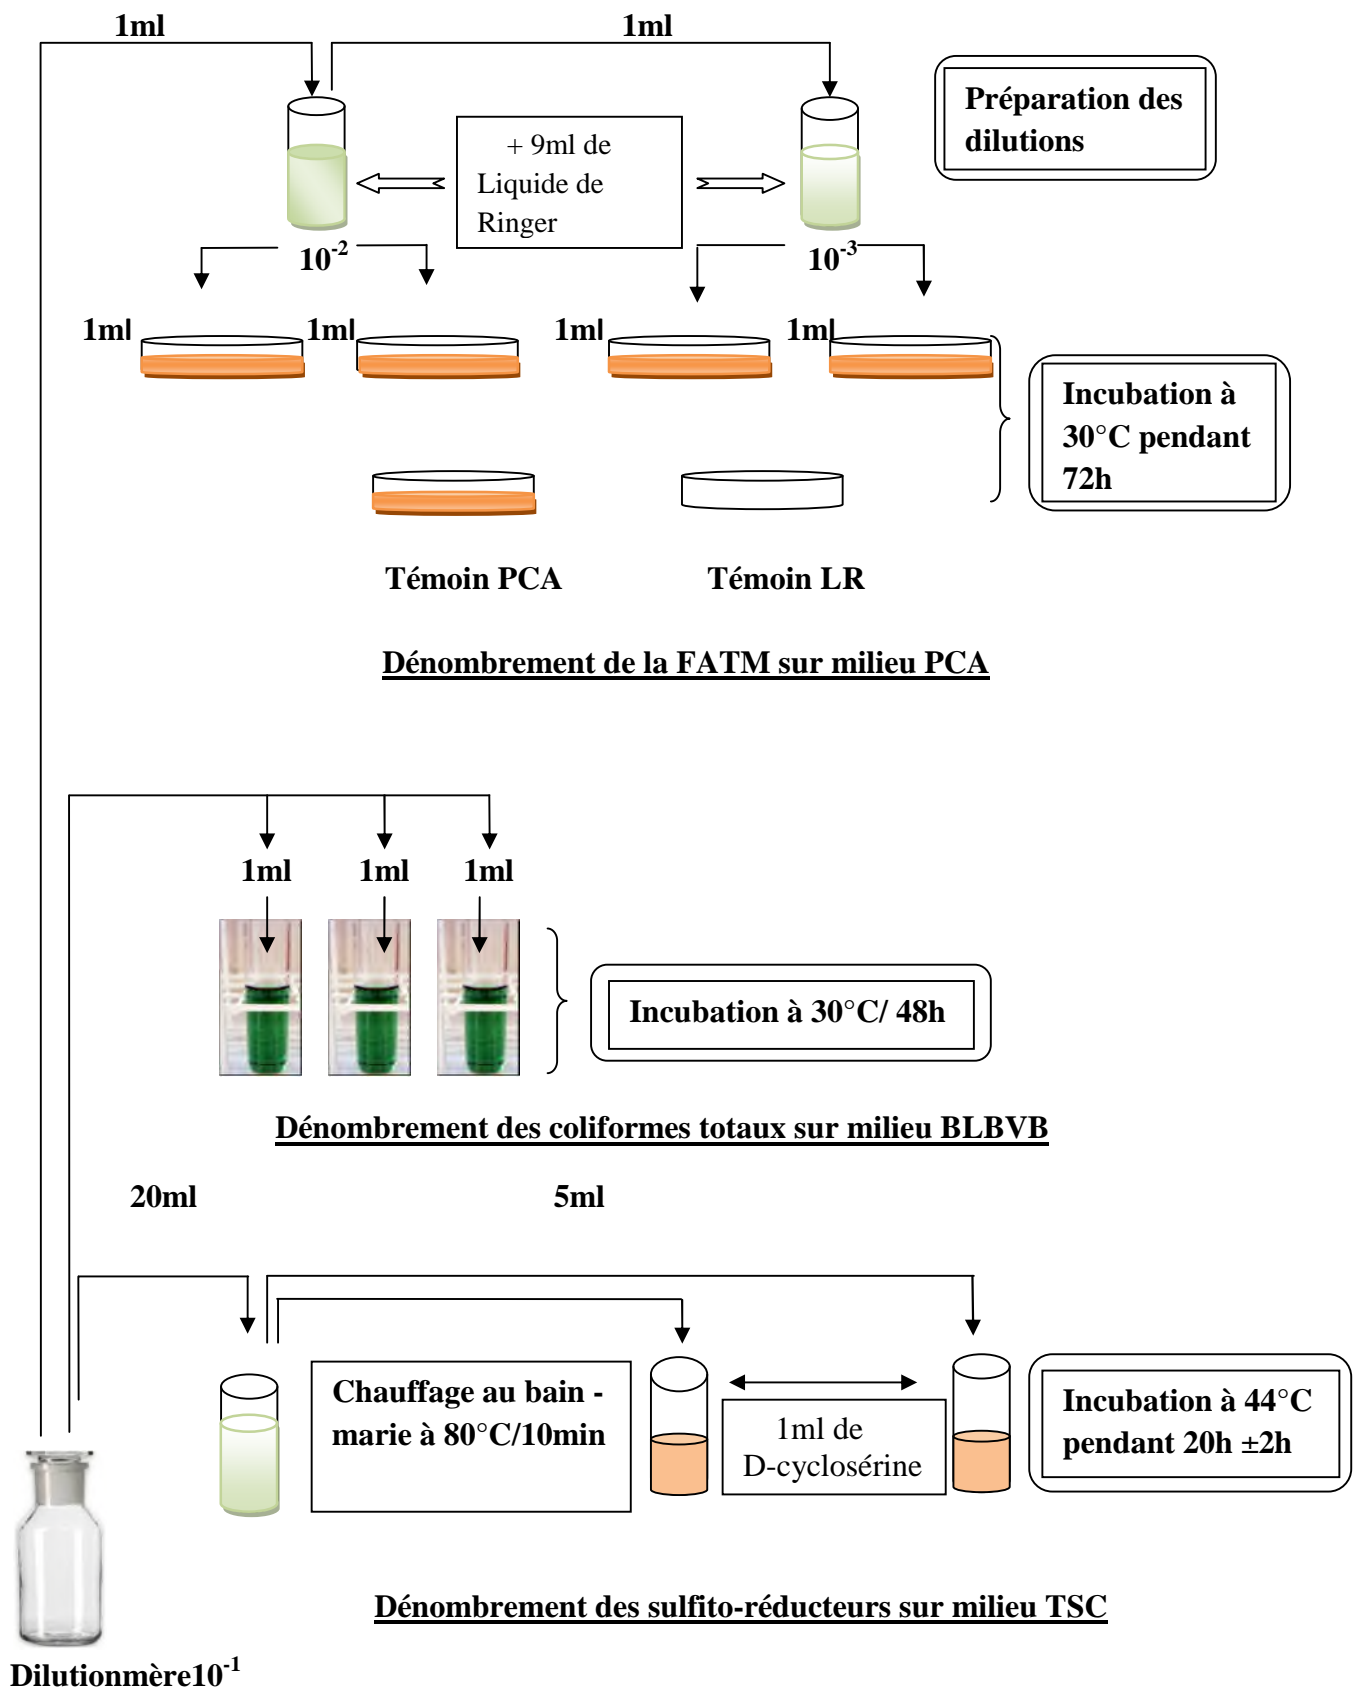 1ml 1ml
Préparation des
dilutions
+ 9ml de
Liquide de
Ringer
10⁻² 10⁻³
1ml 1ml 1ml 1ml
Incubation à
30°C pendant
72h
Témoin PCA Témoin LR
Dénombrement de la FATM sur milieu PCA
1ml 1ml 1ml
Incubation à 30°C/ 48h
Dénombrement des coliformes totaux sur milieu BLBVB
20ml 5ml
Chauffage au bain -
marie à 80°C/10min
1ml de
D-cyclosérine
Incubation à 44°C
pendant 20h ±2h
Dénombrement des sulfito-réducteurs sur milieu TSC
Dilutionmère10⁻¹